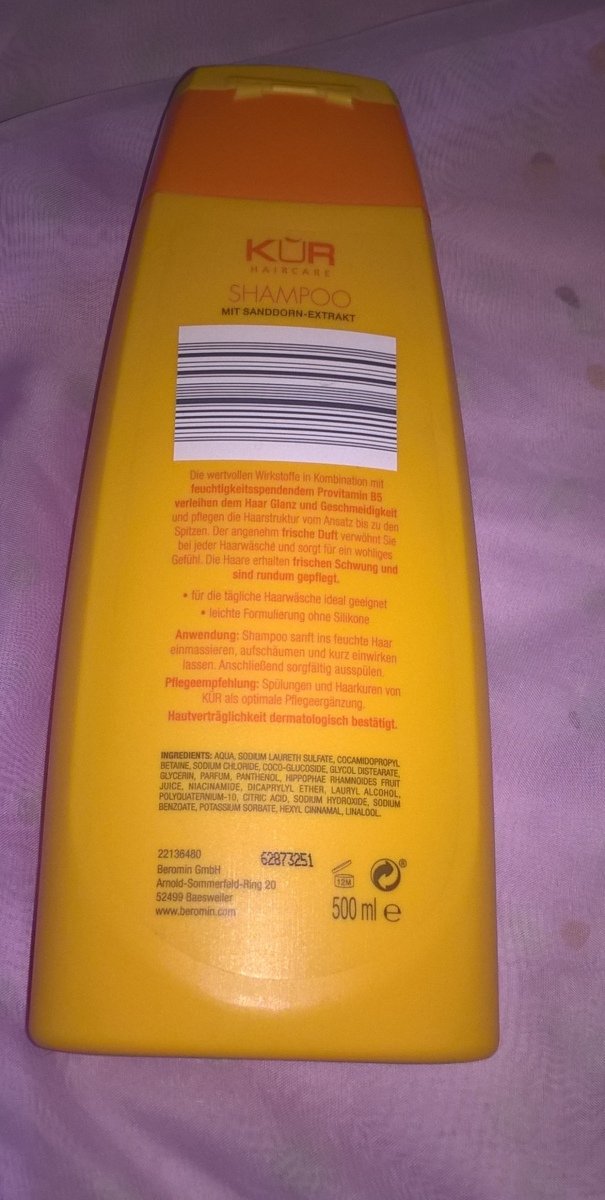 KÜR
HAIRCARE
SHAMPOO
MIT SANDDORN-EXTRAKT
Die wertvollen Wirkstoffe in Kombination mit
feuchtigkeitsspendendem Provitamin B5
verleihen dem Haar Glanz und Geschmeidigkeit
und pflegen die Haarstruktur vom Ansatz bis zu den
Spitzen. Der angenehm frische Duft verwöhnt Sie
bei jeder Haarwäsche und sorgt für ein wohliges
Gefühl. Die Haare erhalten frischen Schwung und
sind rundum gepflegt.
• für die tägliche Haarwäsche ideal geeignet
• leichte Formulierung ohne Silikone
Anwendung: Shampoo sanft ins feuchte Haar
einmassieren, aufschäumen und kurz einwirken
lassen. Anschließend sorgfältig ausspülen.
Pflegeempfehlung: Spülungen und Haarkuren von
KÜR als optimale Pflegeergänzung.
Hautverträglichkeit dermatologisch bestätigt.
INGREDIENTS: AQUA, SODIUM LAURETH SULFATE, COCAMIDOPROPYL
BETAINE, SODIUM CHLORIDE, COCO-GLUCOSIDE, GLYCOL DISTEARATE,
GLYCERIN, PARFUM, PANTHENOL, HIPPOPHAE RHAMNOIDES FRUIT
JUICE, NIACINAMIDE, DICAPRYLYL ETHER, LAURYL ALCOHOL,
POLYQUATERNIUM-10, CITRIC ACID, SODIUM HYDROXIDE, SODIUM
BENZOATE, POTASSIUM SORBATE, HEXYL CINNAMAL, LINALOOL.
22136480
62873251
Beromin GmbH
Arnold-Sommerfeld-Ring 20
52499 Baesweiler
www.beromin.com
12M
®
500 ml e